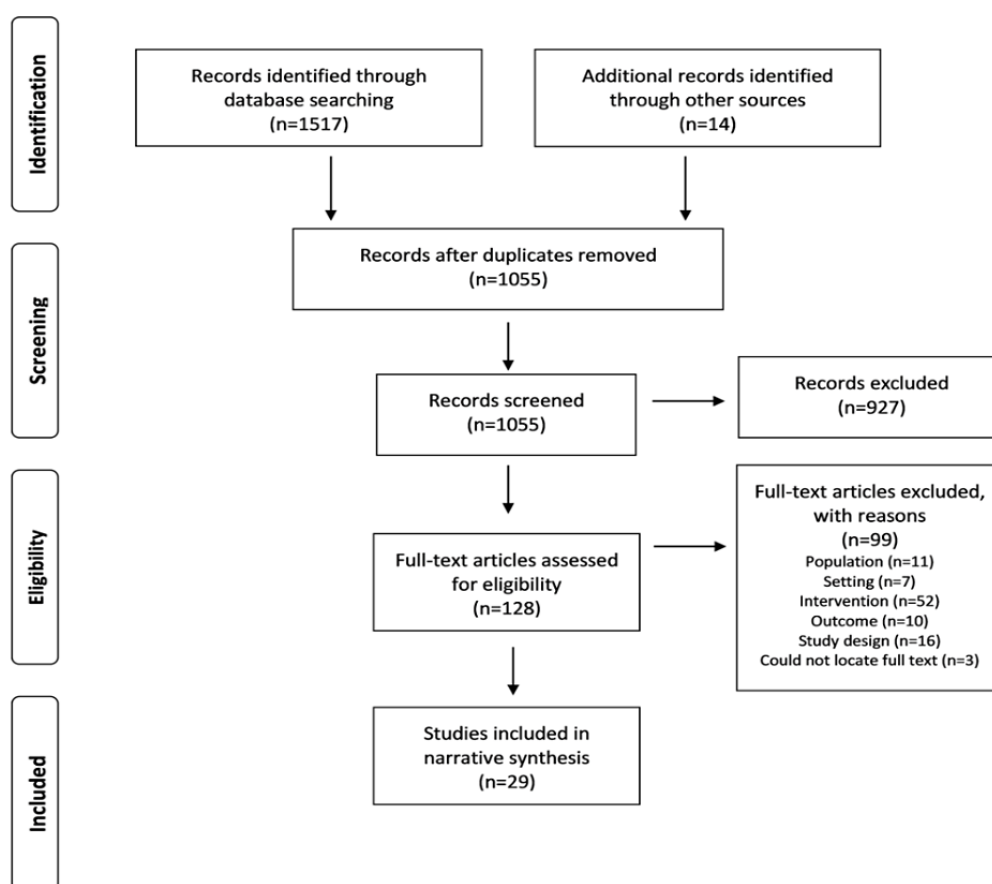 Identification
Records identified through
database searching
(n=1517)
Additional records identified
through other sources
(n=14)
Screening
Records after duplicates removed
(n=1055)
Records screened
(n=1055)
Records excluded
(n=927)
Eligibility
Full-text articles assessed
for eligibility
(n=128)
Full-text articles excluded,
with reasons
(n=99)
Population (n=11)
Setting (n=7)
Intervention (n=52)
Outcome (n=10)
Study design (n=16)
Could not locate full text (n=3)
Included
Studies included in
narrative synthesis
(n=29)